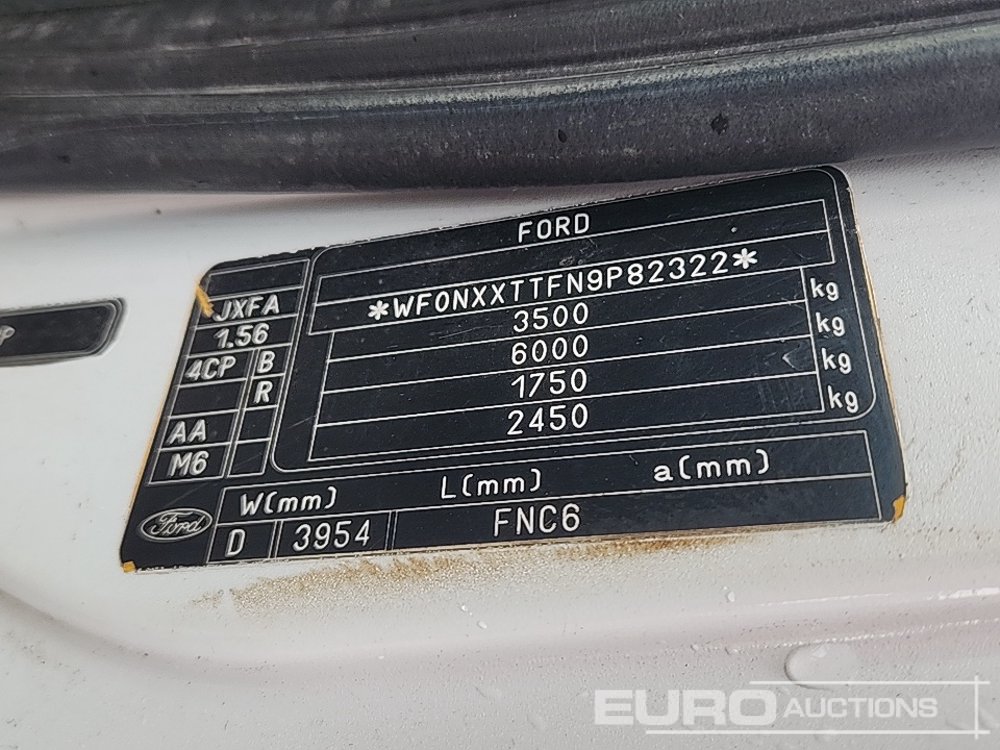 FORD
*WF0NXXTTFN9P82322*
JXFA 3500 kg
1.56 6000 kg
4CP B 1750 kg
R 2450 kg
AA
M6
W(mm) L(mm) a(mm)
Ford D 3954 FNC6
P
EURO AUCTIONS